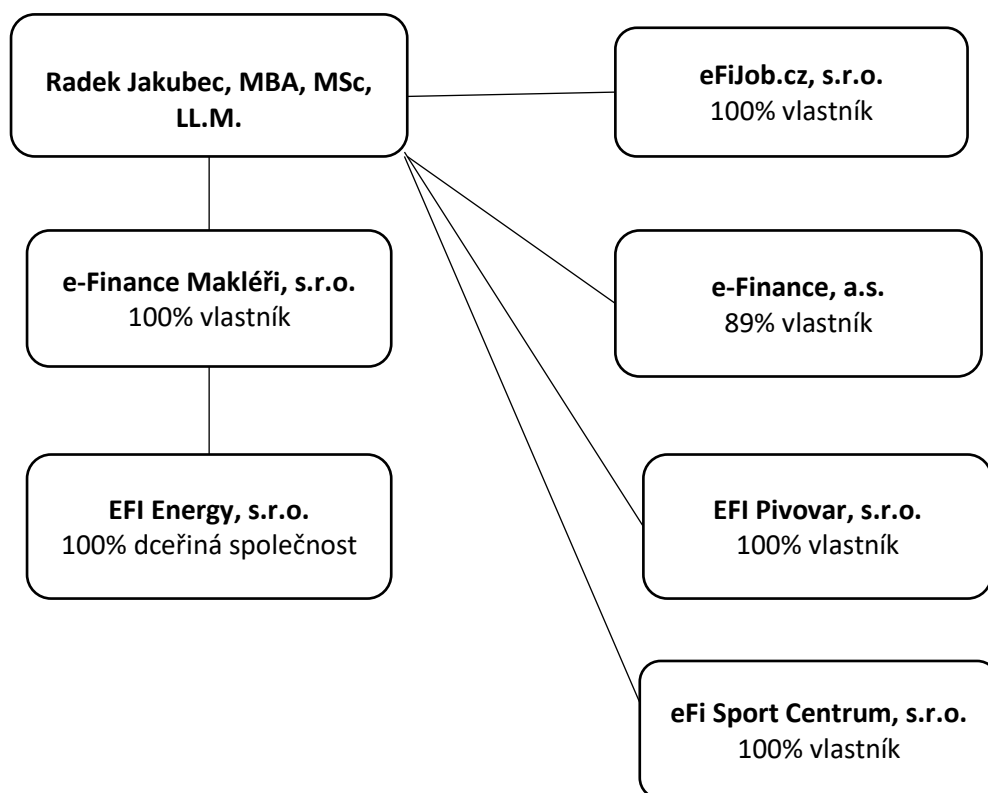 Radek Jakubec, MBA, MSc,
LL.M.
eFiJob.cz, s.r.o.
100% vlastník
e-Finance Makléři, s.r.o.
100% vlastník
e-Finance, a.s.
89% vlastník
EFI Energy, s.r.o.
100% dceřiná společnost
EFI Pivovar, s.r.o.
100% vlastník
eFi Sport Centrum, s.r.o.
100% vlastník